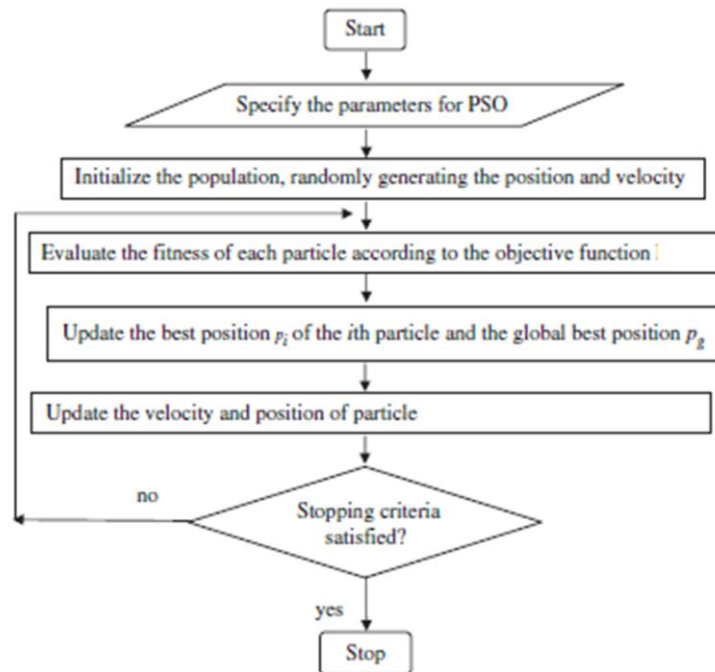 Start
Specify the parameters for PSO
Initialize the population, randomly generating the position and velocity
Evaluate the fitness of each particle according to the objective function
Update the best position p_i of the ith particle and the global best position p_g
Update the velocity and position of particle
no
Stopping criteria
satisfied?
yes
Stop